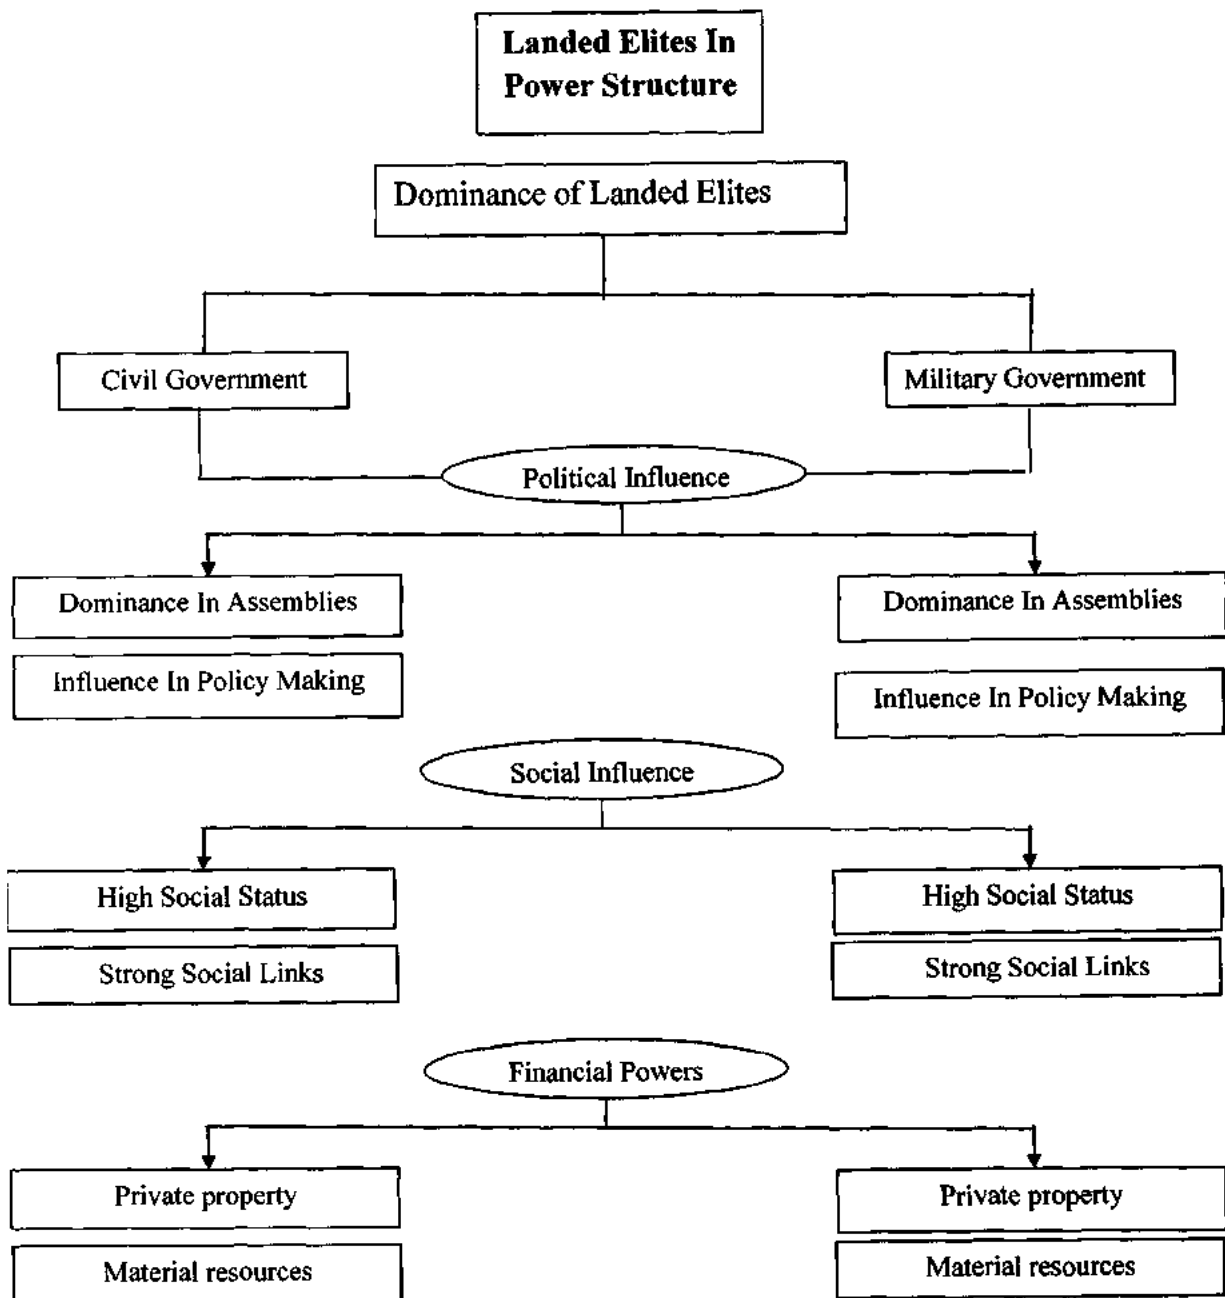 Landed Elites In
Power Structure
Dominance of Landed Elites
Civil Government
Military Government
Political Influence
Dominance In Assemblies
Dominance In Assemblies
Influence In Policy Making
Influence In Policy Making
Social Influence
High Social Status
High Social Status
Strong Social Links
Strong Social Links
Financial Powers
Private property
Private property
Material resources
Material resources